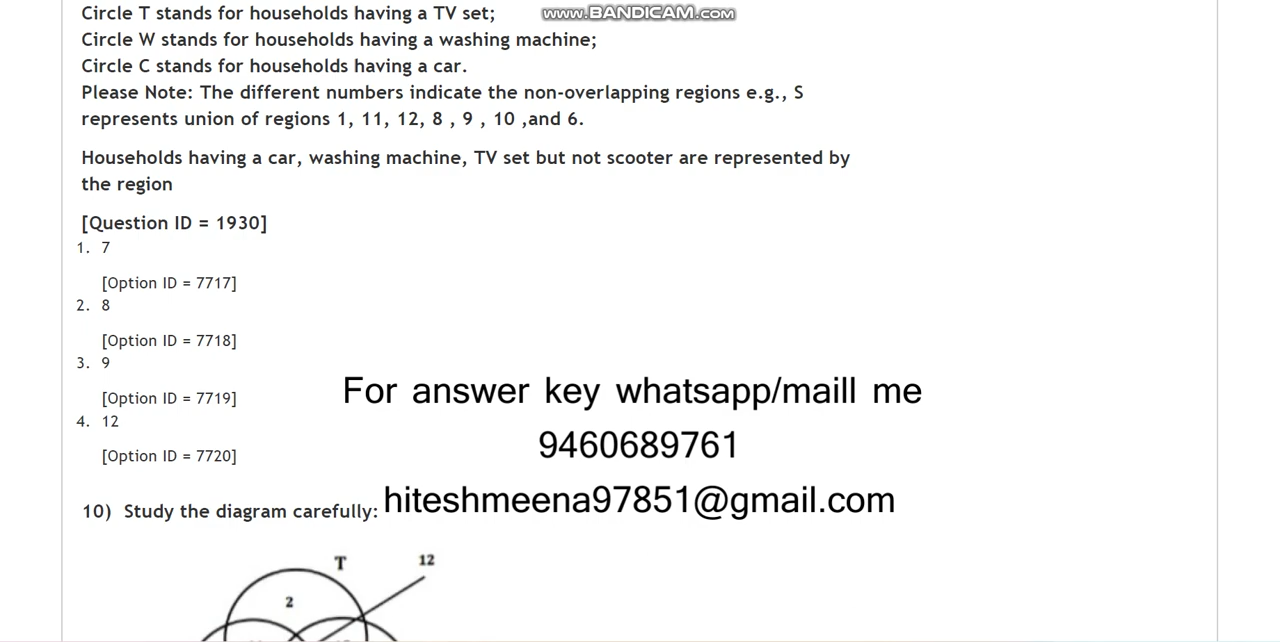 Circle T stands for households having a TV set;
www.BANDICAM.com
Circle W stands for households having a washing machine;
Circle C stands for households having a car.
Please Note: The different numbers indicate the non-overlapping regions e.g., S
represents union of regions 1, 11, 12, 8 , 9 , 10 ,and 6.
Households having a car, washing machine, TV set but not scooter are represented by
the region
[Question ID = 1930]
1. 7
[Option ID = 7717]
2. 8
[Option ID = 7718]
3. 9
[Option ID = 7719]
4. 12
[Option ID = 7720]
For answer key whatsapp/maill me
9460689761
hiteshmeena97851@gmail.com
10) Study the diagram carefully:
T
12
2